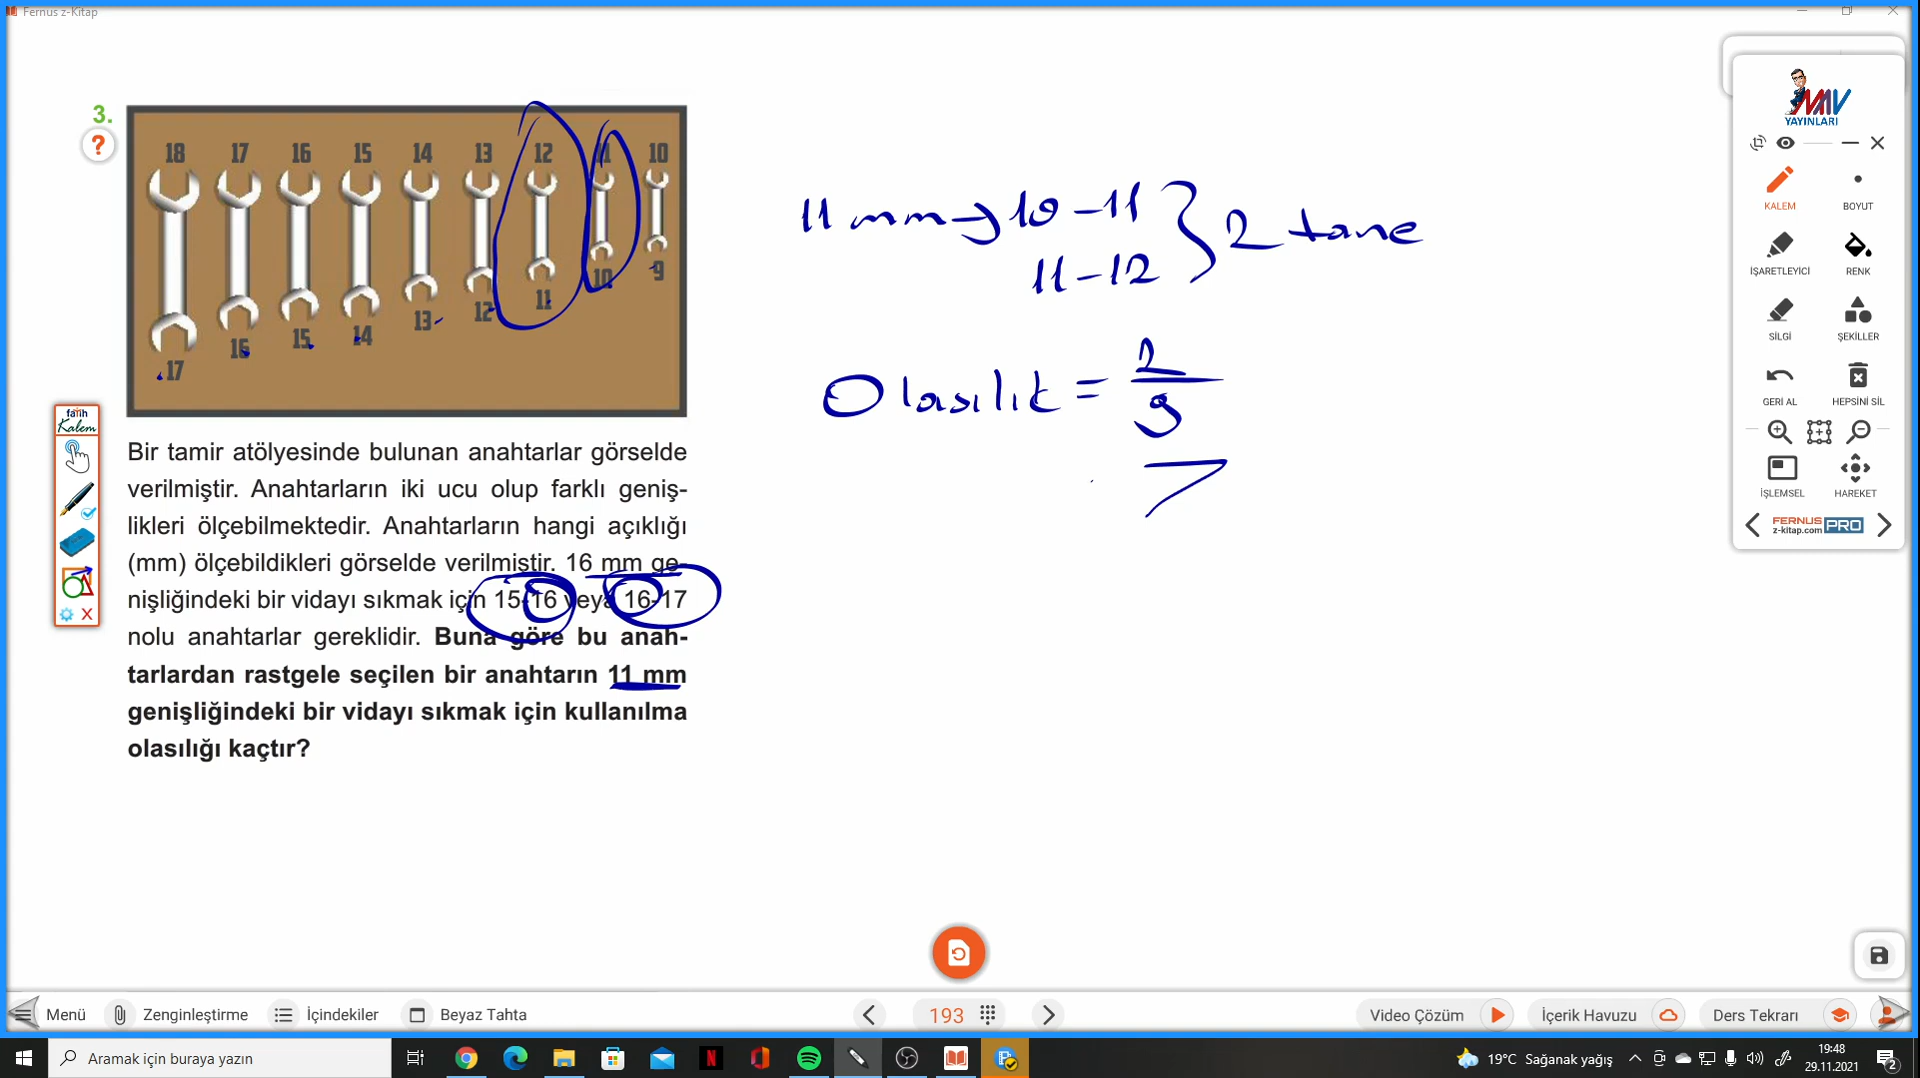 Fernus z-Kitap
3.
?
18 17 16 15 14 13 12 11 10
17 16 15 14 13 12 11 10 9
Bir tamir atölyesinde bulunan anahtarlar görselde
verilmiştir. Anahtarların iki ucu olup farklı geniş-
likleri ölçebilmektedir. Anahtarların hangi açıklığı
(mm) ölçebildikleri görselde verilmiştir. 16 mm ge-
nişliğindeki bir vidayı sıkmak için 15-16 veya 16-17
nolu anahtarlar gereklidir. Buna göre bu anah-
tarlardan rastgele seçilen bir anahtarın 11 mm
genişliğindeki bir vidayı sıkmak için kullanılma
olasılığı kaçtır?
11 mm → 10 - 11
11 - 12
} 2 tane
Olasılık = 2/9
fatih
Kalem
MAV
YAYINLARI
KALEM
BOYUT
İŞARETLEYİCİ
RENK
SİLGİ
ŞEKİLLER
GERİ AL
HEPSİNİ SİL
İŞLEMSEL
HAREKET
FERNUS
z-kitap.com
PRO
Menü
Zenginleştirme
İçindekiler
Beyaz Tahta
193
Video Çözüm
İçerik Havuzu
Ders Tekrarı
Aramak için buraya yazın
19°C Sağanak yağış
19:48
29.11.2021
2